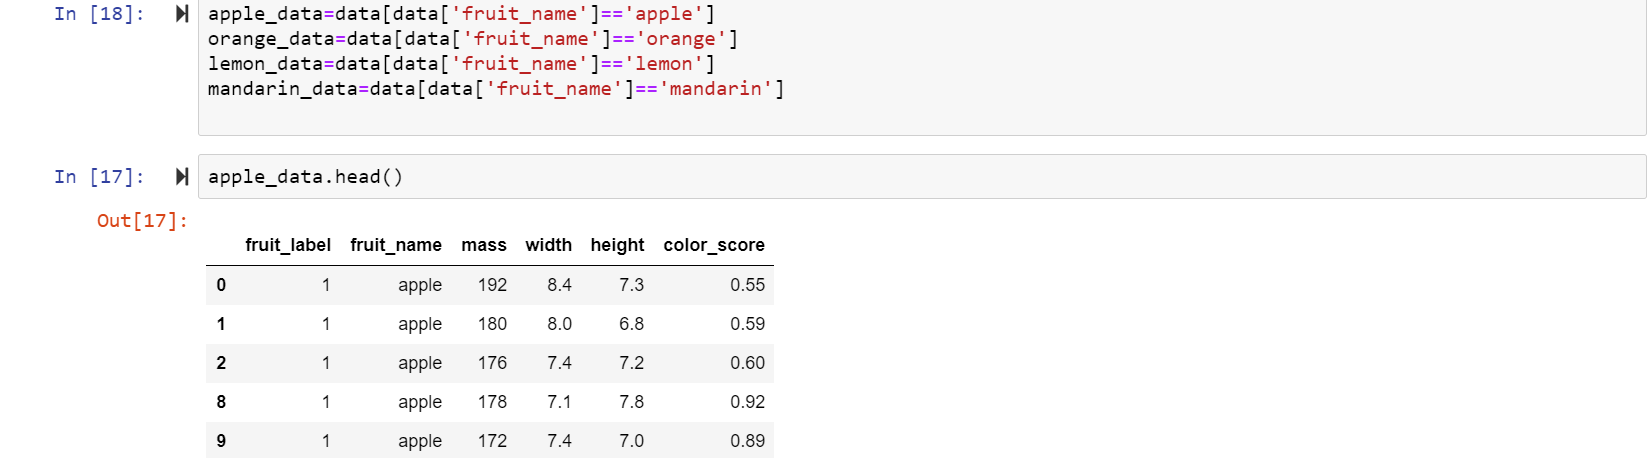 In [18]: apple_data=data[data['fruit_name']=='apple']
orange_data=data[data['fruit_name']=='orange']
lemon_data=data[data['fruit_name']=='lemon']
mandarin_data=data[data['fruit_name']=='mandarin']
In [17]: apple_data.head()
Out[17]:
fruit_label fruit_name mass width height color_score
0 1 apple 192 8.4 7.3 0.55
1 1 apple 180 8.0 6.8 0.59
2 1 apple 176 7.4 7.2 0.60
8 1 apple 178 7.1 7.8 0.92
9 1 apple 172 7.4 7.0 0.89